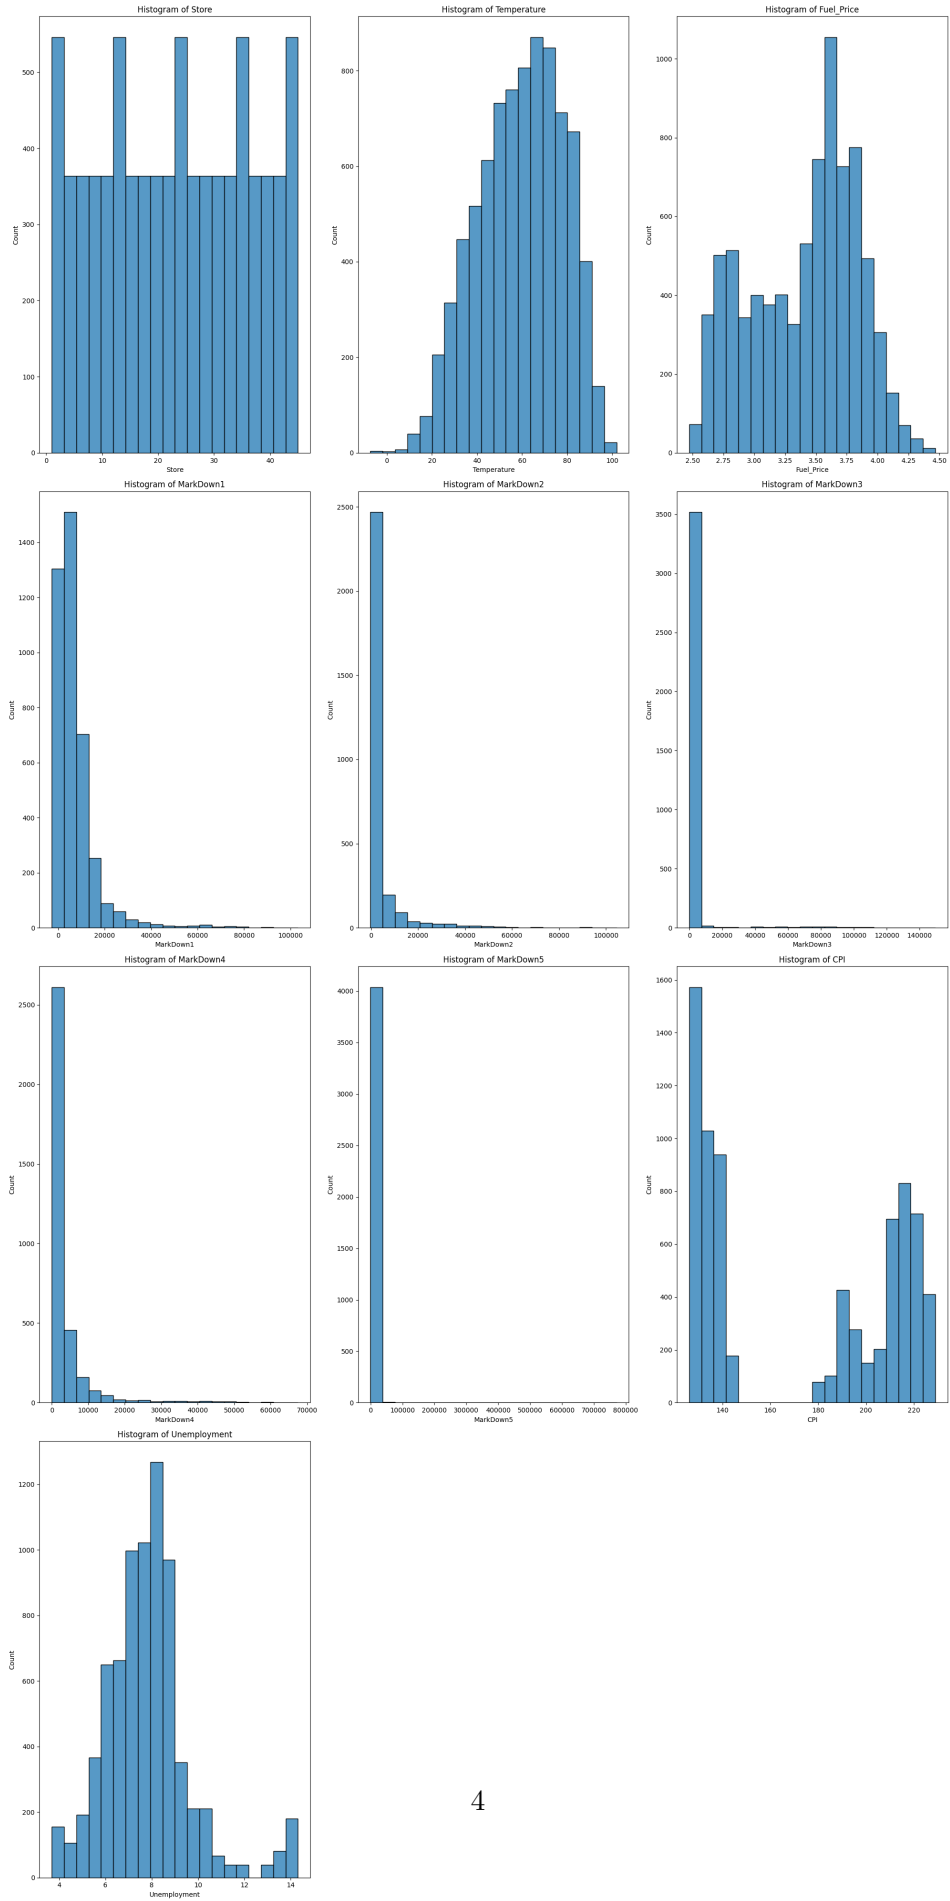 Histogram of Store
Count
500
400
300
200
100
0
0 10 20 30 40
Store
Histogram of Temperature
Count
800
600
400
200
0
0 20 40 60 80 100
Temperature
Histogram of Fuel_Price
Count
1000
800
600
400
200
0
2.50 2.75 3.00 3.25 3.50 3.75 4.00 4.25 4.50
Fuel_Price
Histogram of MarkDown1
Count
1400
1200
1000
800
600
400
200
0
0 20000 40000 60000 80000 100000
MarkDown1
Histogram of MarkDown2
Count
2500
2000
1500
1000
500
0
0 20000 40000 60000 80000 100000
MarkDown2
Histogram of MarkDown3
Count
3500
3000
2500
2000
1500
1000
500
0
0 20000 40000 60000 80000 100000 120000 140000
MarkDown3
Histogram of MarkDown4
Count
2500
2000
1500
1000
500
0
0 10000 20000 30000 40000 50000 60000 70000
MarkDown4
Histogram of MarkDown5
Count
4000
3500
3000
2500
2000
1500
1000
500
0
0 100000 200000 300000 400000 500000 600000 700000 800000
MarkDown5
Histogram of CPI
Count
1600
1400
1200
1000
800
600
400
200
0
140 160 180 200 220
CPI
Histogram of Unemployment
Count
1200
1000
800
600
400
200
0
4 6 8 10 12 14
Unemployment
4